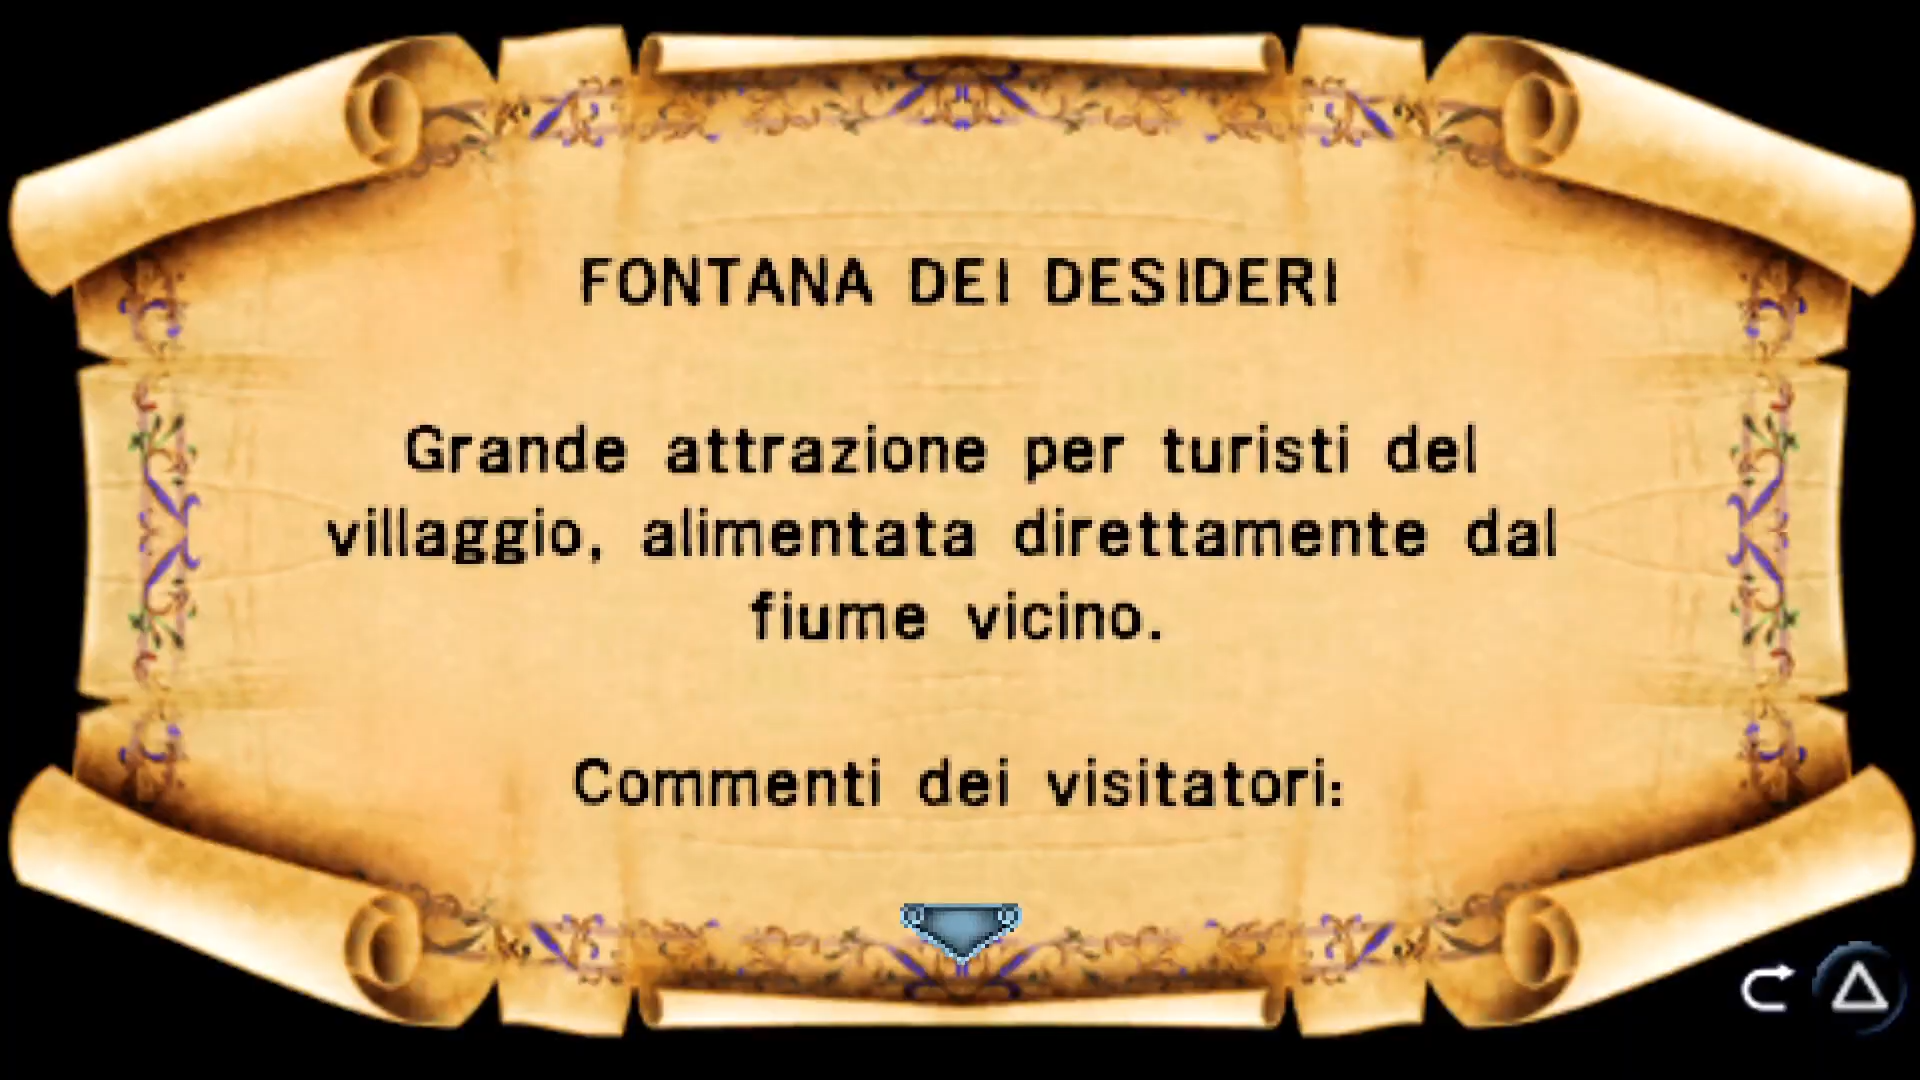 FONTANA DEI DESIDERI
Grande attrazione per turisti del
villaggio, alimentata direttamente dal
fiume vicino.
Commenti dei visitatori: